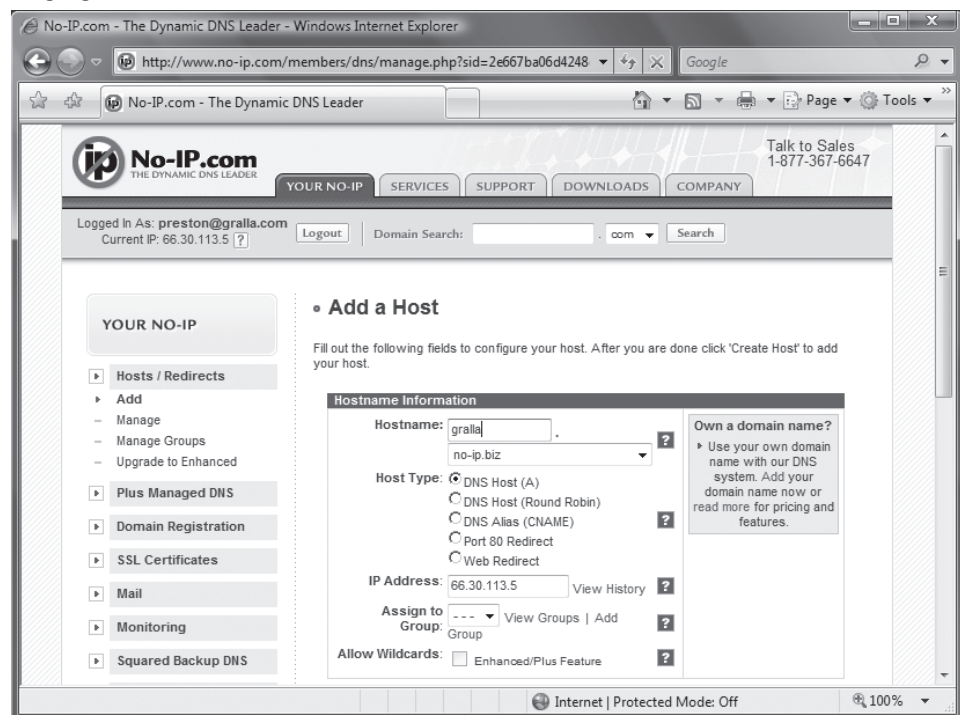 No-IP.com - The Dynamic DNS Leader - Windows Internet Explorer
http://www.no-ip.com/members/dns/manage.php?sid=2e667ba06d4248
Google
No-IP.com - The Dynamic DNS Leader
Page
Tools
ip
No-IP.com
THE DYNAMIC DNS LEADER
Talk to Sales
1-877-367-6647
YOUR NO-IP
SERVICES
SUPPORT
DOWNLOADS
COMPANY
Logged In As: preston@gralla.com
Current IP: 66.30.113.5 ?
Logout
Domain Search:
. com
Search
YOUR NO-IP
Hosts / Redirects
Add
Manage
Manage Groups
Upgrade to Enhanced
Plus Managed DNS
Domain Registration
SSL Certificates
Mail
Monitoring
Squared Backup DNS
Add a Host
Fill out the following fields to configure your host. After you are done click 'Create Host' to add
your host.
Hostname Information
Hostname: gralla .
no-ip.biz
?
Host Type: DNS Host (A)
DNS Host (Round Robin)
DNS Alias (CNAME) ?
Port 80 Redirect
Web Redirect
IP Address: 66.30.113.5 View History ?
Assign to
Group: --- View Groups | Add
Group
?
Allow Wildcards: Enhanced/Plus Feature ?
Own a domain name?
Use your own domain
name with our DNS
system. Add your
domain name now or
read more for pricing and
features.
Internet | Protected Mode: Off
100%